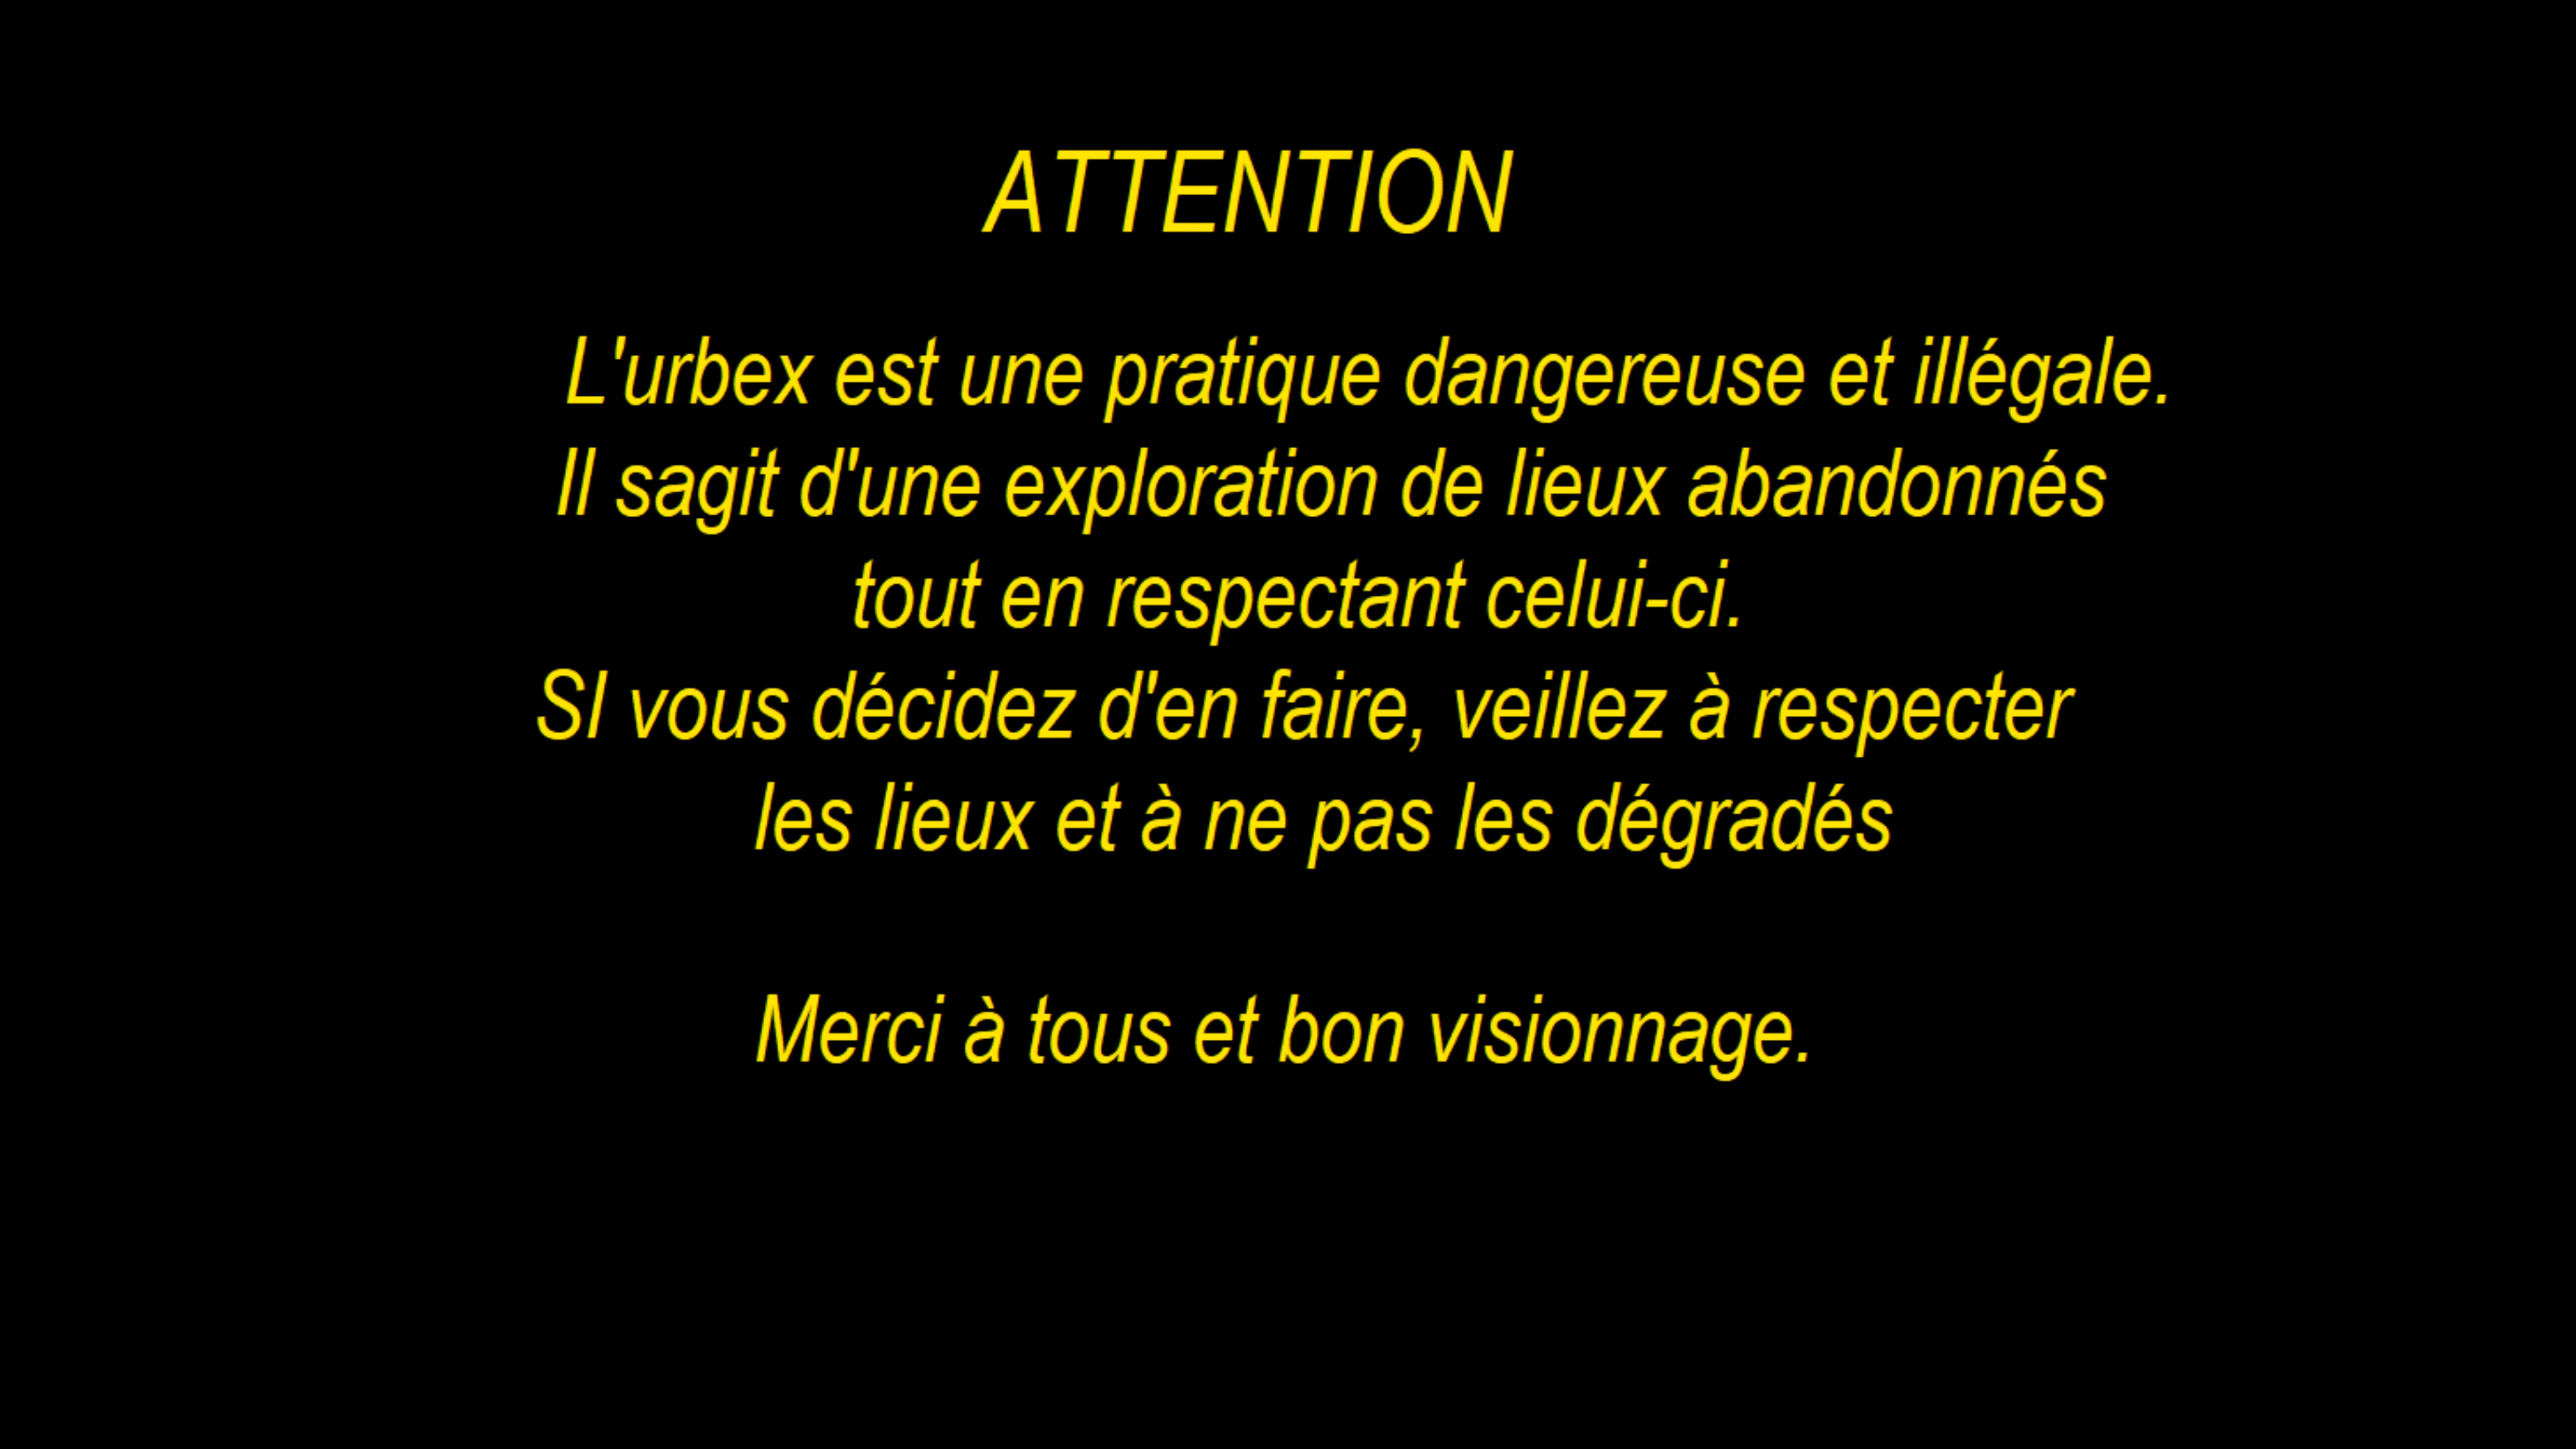 ATTENTION
L'urbex est une pratique dangereuse et illégale.
Il sagit d'une exploration de lieux abandonnés
tout en respectant celui-ci.
SI vous décidez d'en faire, veillez à respecter
les lieux et à ne pas les dégradés
Merci à tous et bon visionnage.